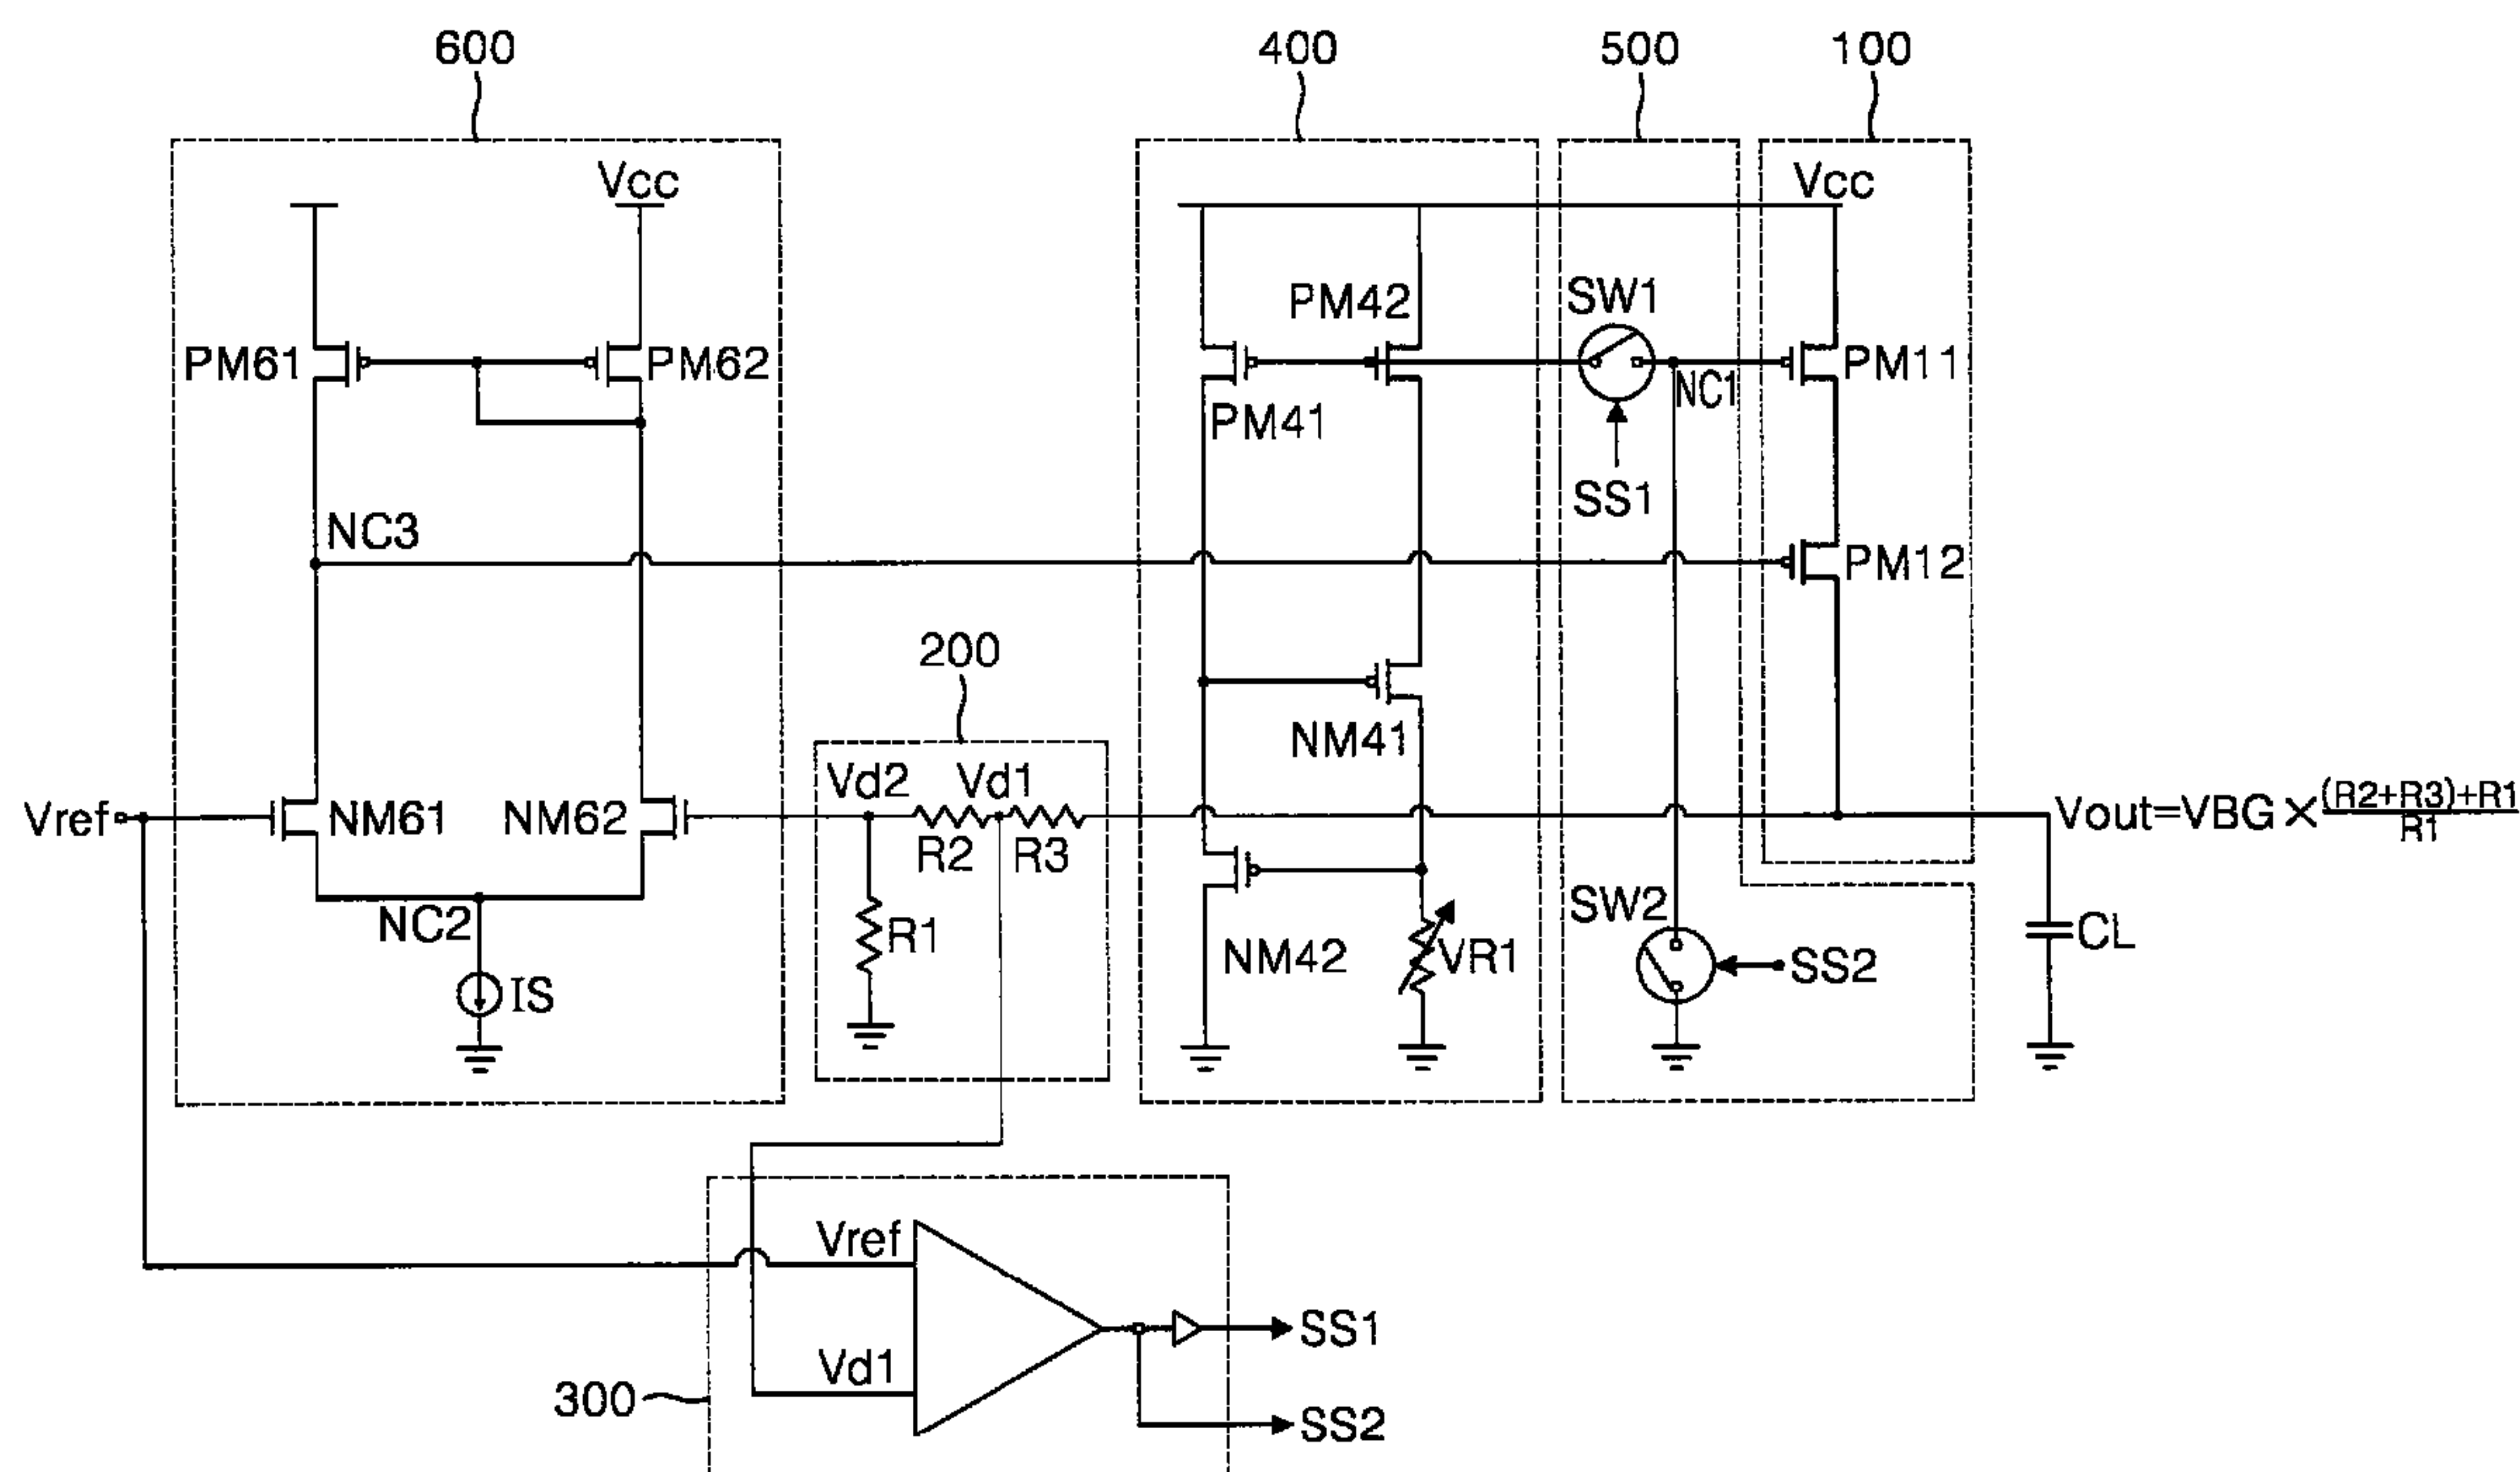 600
400
500
100
Vcc
Vcc
PM42
SW1
PM61
PM62
PM41
NC1
PM11
SS1
NC3
PM12
200
NM41
Vd2
Vd1
Vref
NM61
NM62
R2
R3
Vout=VBG×(R2+R3)+R1
R1
NC2
R1
SW2
CL
NM42
VR1
SS2
IS
Vref
SS1
Vd1
300
SS2